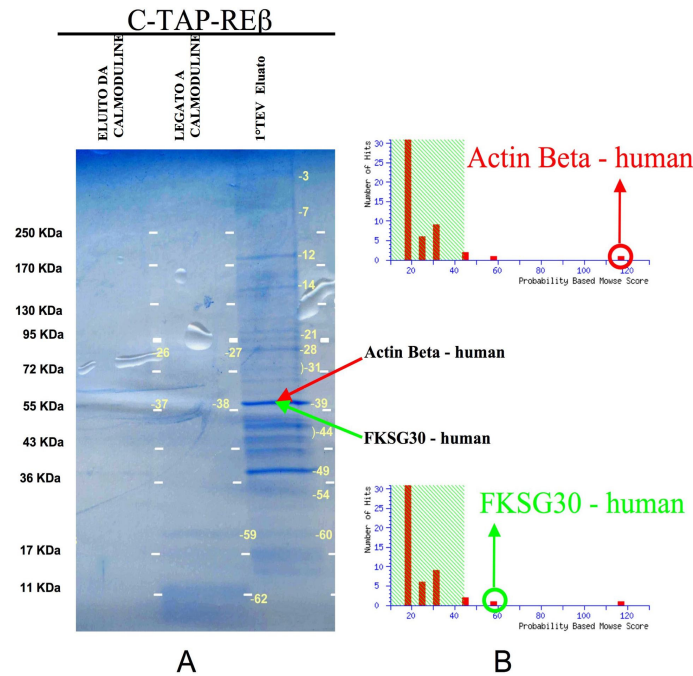 C-TAP-REβ
ELUITO DA
CALMODULINE
LEGATO A
CALMODULINE
1°TEV Eluato
-3
-7
250 KDa
-12
170 KDa
-14
130 KDa
-21
95 KDa
-26
-27
-28
72 KDa
)-31
55 KDa
-37
-38
-39
)-44
43 KDa
-49
36 KDa
-54
-59
-60
17 KDa
11 KDa
-62
Actin Beta - human
FKSG30 - human
A
Actin Beta - human
Number of Hits
30
25
20
15
10
5
0
20
40
60
80
100
120
Probability Based Mowse Score
FKSG30 - human
Number of Hits
30
25
20
15
10
5
0
20
40
60
80
100
120
Probability Based Mowse Score
B